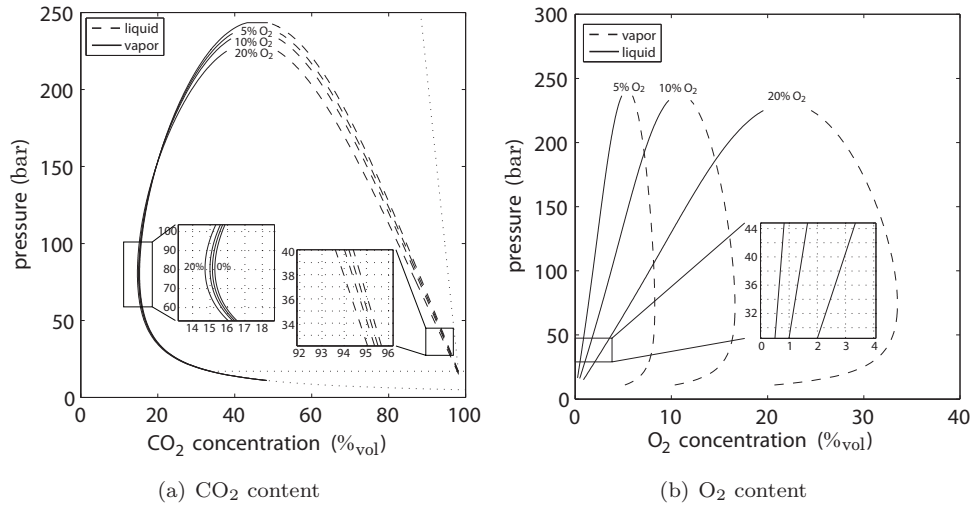 250
200
150
100
50
0
pressure (bar)
liquid
vapor
5% O2
10% O2
20% O2
100
90
80
70
60
20%
0%
14 15 16 17 18
40
38
36
34
92 93 94 95 96
0 20 40 60 80 100
CO2 concentration (%vol)
(a) CO2 content
300
250
200
150
100
50
0
pressure (bar)
vapor
liquid
5% O2
10% O2
20% O2
44
40
36
32
0 1 2 3 4
0 10 20 30 40
O2 concentration (%vol)
(b) O2 content